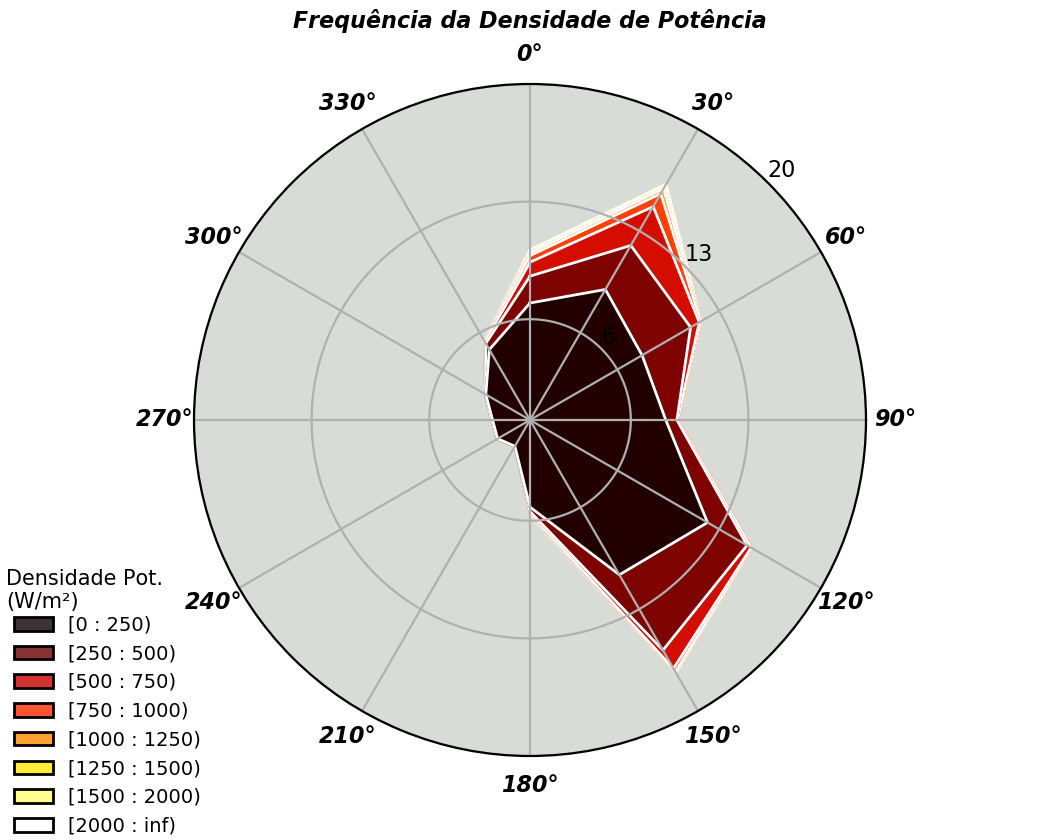 Frequência da Densidade de Potência
0°
30°
60°
90°
120°
150°
180°
210°
240°
270°
300°
330°
6
13
20
Densidade Pot.
(W/m²)
[0 : 250)
[250 : 500)
[500 : 750)
[750 : 1000)
[1000 : 1250)
[1250 : 1500)
[1500 : 2000)
[2000 : inf)